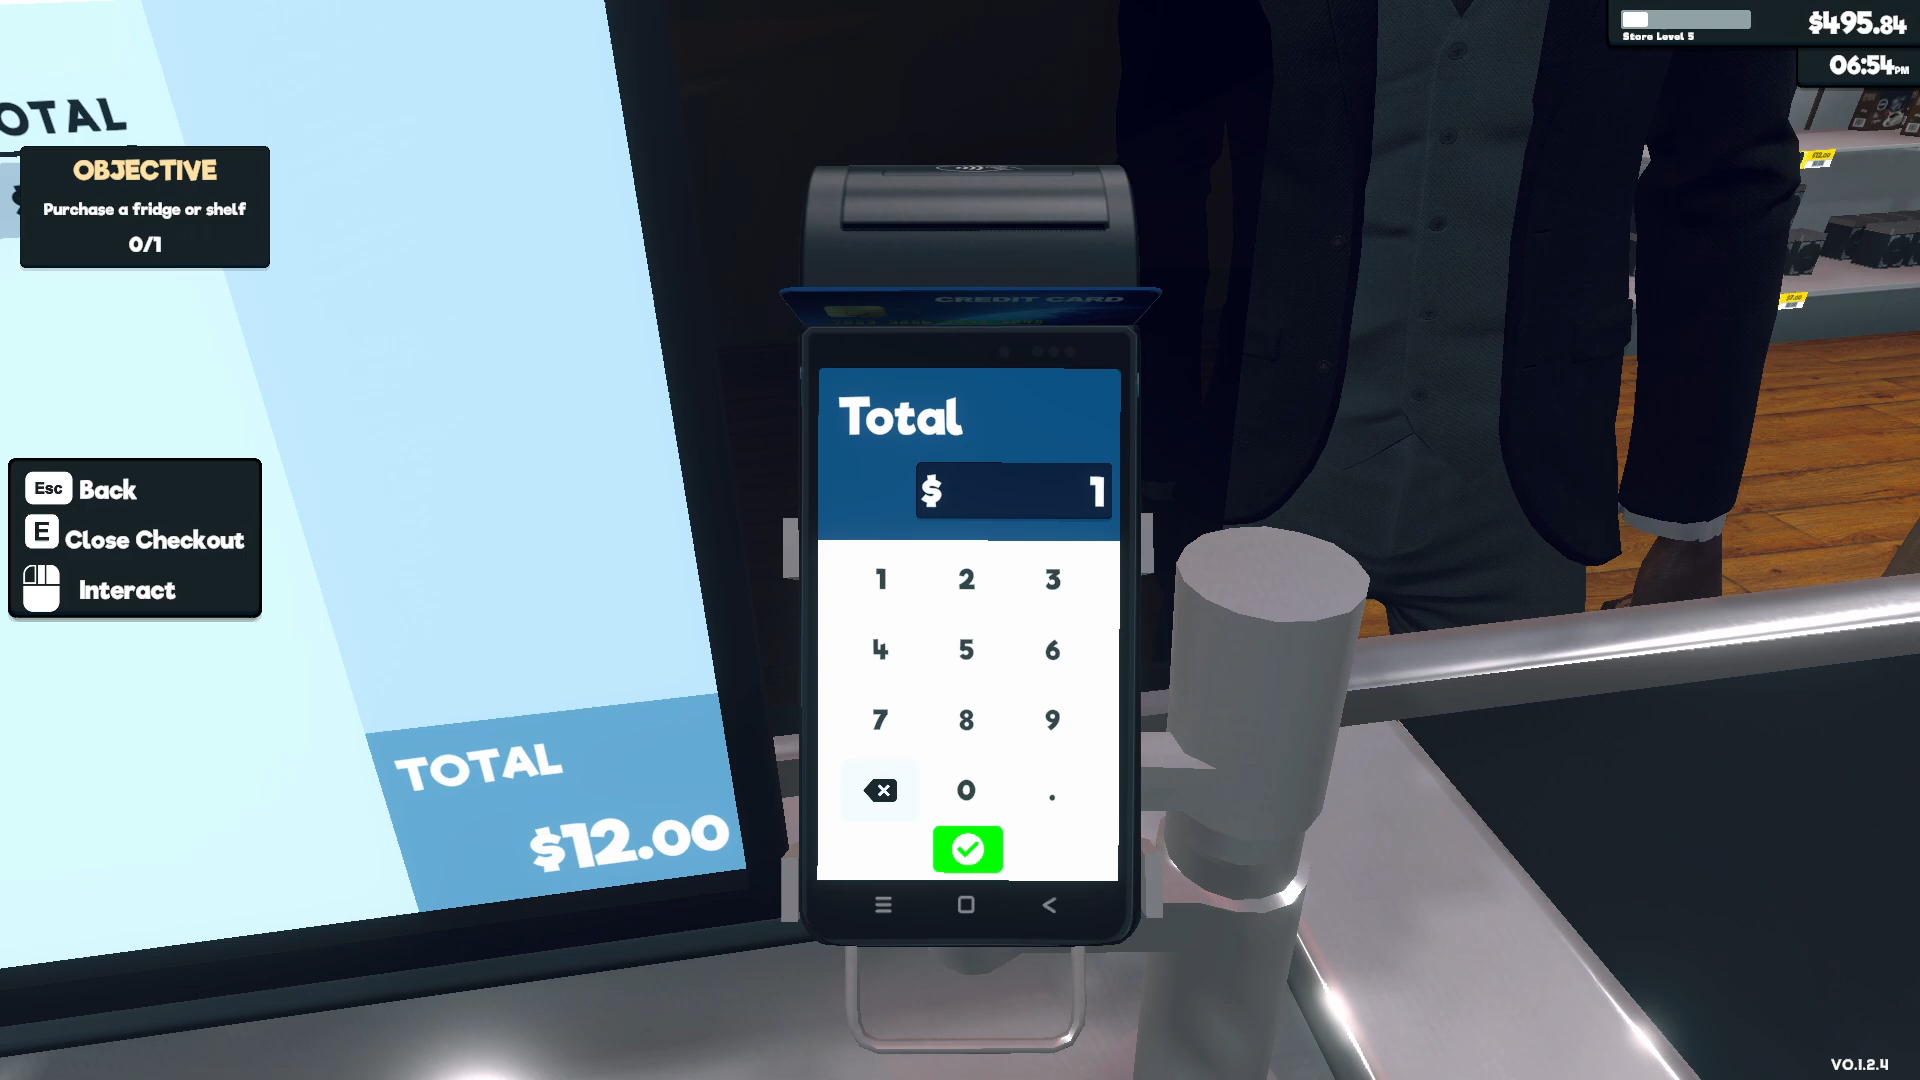 OTAL
OBJECTIVE
Purchase a fridge or shelf
0/1
Esc Back
E Close Checkout
Interact
TOTAL
$12.00
CREDIT CARD
Total
$ 1
1 2 3
4 5 6
7 8 9
0 .
$495.84
Store Level 5
06:54PM
V0.1.2.4